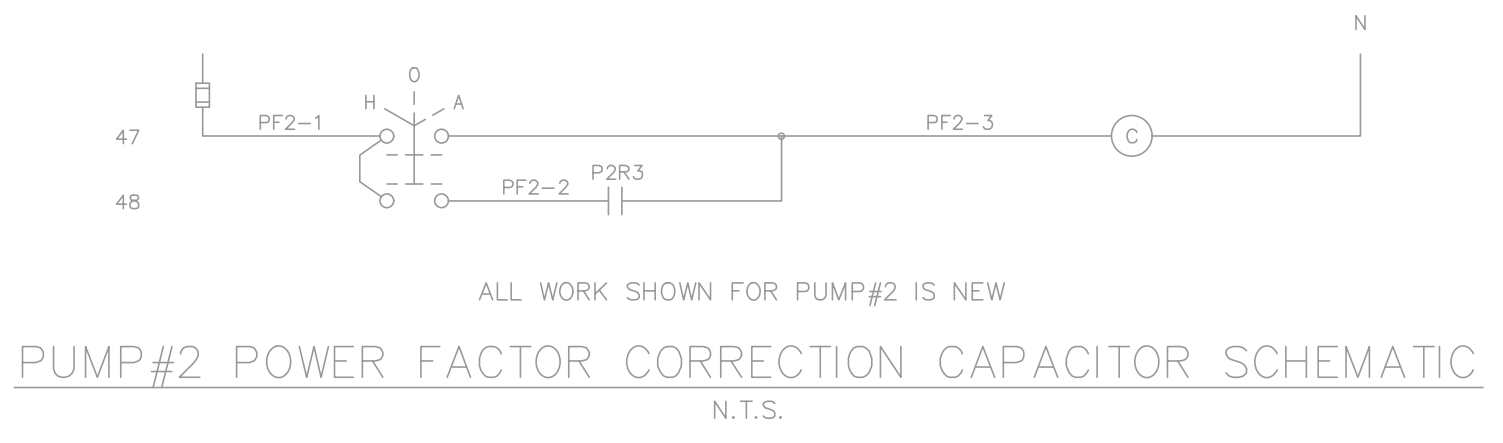 N
O
H A
47 PF2-1 PF2-3 C
P2R3
48 PF2-2
ALL WORK SHOWN FOR PUMP#2 IS NEW
PUMP#2 POWER FACTOR CORRECTION CAPACITOR SCHEMATIC
N.T.S.